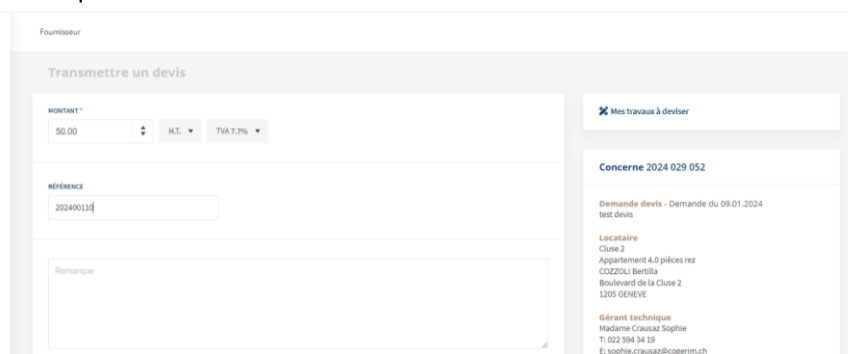 Fournisseur
Transmettre un devis
MONTANT *
50.00
H.T.
TVA 7.7%
RÉFÉRENCE
202400110
Remarque
Mes travaux à deviser
Concerne 2024 029 052
Demande devis - Demande du 09.01.2024
test devis
Locataire
Cluse 2
Appartement 4.0 pièces rez
COZZOLI Bertilla
Boulevard de la Cluse 2
1205 GENEVE
Gérant technique
Madame Crausaz Sophie
T: 022 594 34 19
E: sophie.crausaz@cogerim.ch